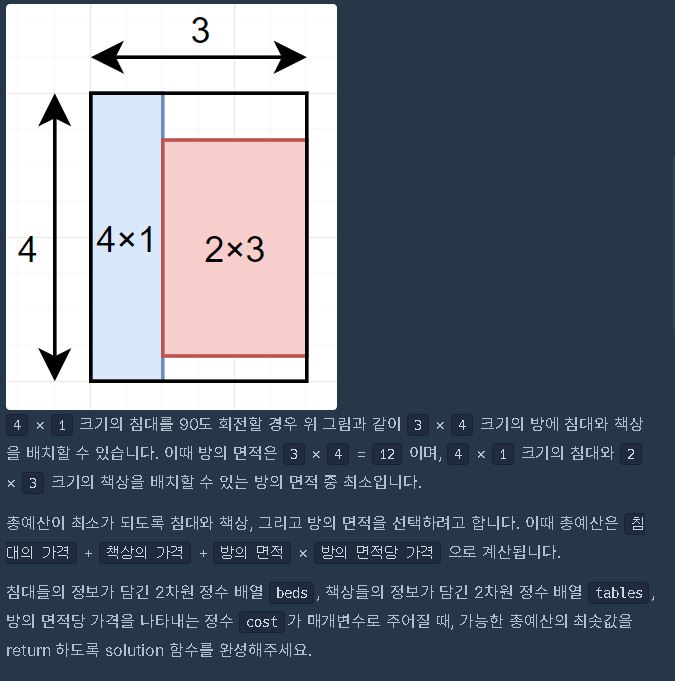 3
4
4×1
2×3
4 × 1 크기의 침대를 90도 회전할 경우 위 그림과 같이 3 × 4 크기의 방에 침대와 책상
을 배치할 수 있습니다. 이때 방의 면적은 3 × 4 = 12 이며, 4 × 1 크기의 침대와 2
× 3 크기의 책상을 배치할 수 있는 방의 면적 중 최소입니다.
총예산이 최소가 되도록 침대와 책상, 그리고 방의 면적을 선택하려고 합니다. 이때 총예산은 침
대의 가격 + 책상의 가격 + 방의 면적 × 방의 면적당 가격 으로 계산됩니다.
침대들의 정보가 담긴 2차원 정수 배열 beds, 책상들의 정보가 담긴 2차원 정수 배열 tables,
방의 면적당 가격을 나타내는 정수 cost 가 매개변수로 주어질 때, 가능한 총예산의 최솟값을
return 하도록 solution 함수를 완성해주세요.